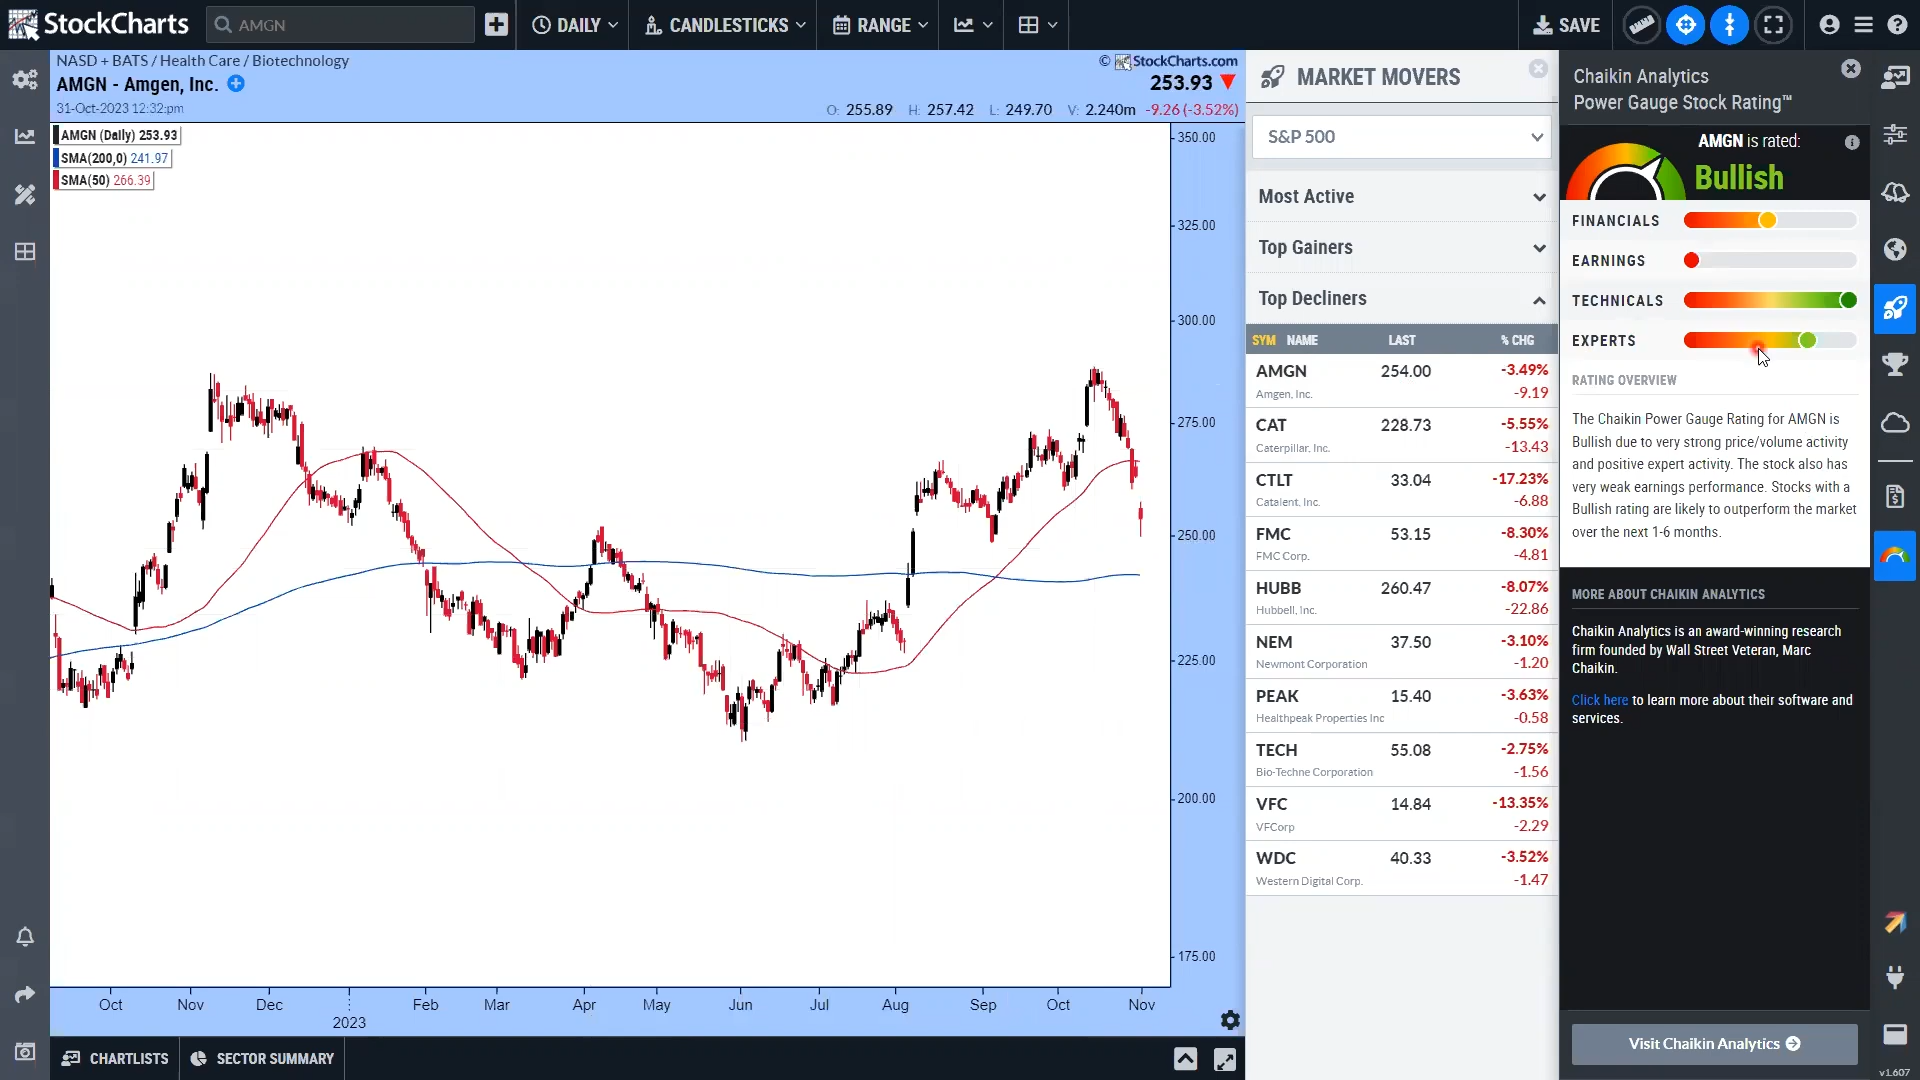 StockCharts
AMGN
DAILY
CANDLESTICKS
RANGE
SAVE
NASD + BATS / Health Care / Biotechnology
© StockCharts.com
AMGN - Amgen, Inc.
253.93
31-Oct-2023 12:32:pm
O: 255.89 H: 257.42 L: 249.70 V: 2.240m -9.26 (-3.52%)
AMGN (Daily) 253.93
SMA(200,0) 241.97
SMA(50) 266.39
350.00
325.00
300.00
275.00
250.00
225.00
200.00
175.00
Oct Nov Dec Feb Mar Apr May Jun Jul Aug Sep Oct Nov
2023
CHARTLISTS
SECTOR SUMMARY
MARKET MOVERS
S&P 500
Most Active
Top Gainers
Top Decliners
SYM NAME LAST % CHG
AMGN 254.00 -3.49%
Amgen, Inc. -9.19
CAT 228.73 -5.55%
Caterpillar, Inc. -13.43
CTLT 33.04 -17.23%
Catalent, Inc. -6.88
FMC 53.15 -8.30%
FMC Corp. -4.81
HUBB 260.47 -8.07%
Hubbell, Inc. -22.86
NEM 37.50 -3.10%
Newmont Corporation -1.20
PEAK 15.40 -3.63%
Healthpeak Properties Inc -0.58
TECH 55.08 -2.75%
Bio-Techne Corporation -1.56
VFC 14.84 -13.35%
VFCorp -2.29
WDC 40.33 -3.52%
Western Digital Corp. -1.47
Chaikin Analytics
Power Gauge Stock Rating™
AMGN is rated:
Bullish
FINANCIALS
EARNINGS
TECHNICALS
EXPERTS
RATING OVERVIEW
The Chaikin Power Gauge Rating for AMGN is
Bullish due to very strong price/volume activity
and positive expert activity. The stock also has
very weak earnings performance. Stocks with a
Bullish rating are likely to outperform the market
over the next 1-6 months.
MORE ABOUT CHAIKIN ANALYTICS
Chaikin Analytics is an award-winning research
firm founded by Wall Street Veteran, Marc
Chaikin.
Click here to learn more about their software and
services.
Visit Chaikin Analytics
v1.607